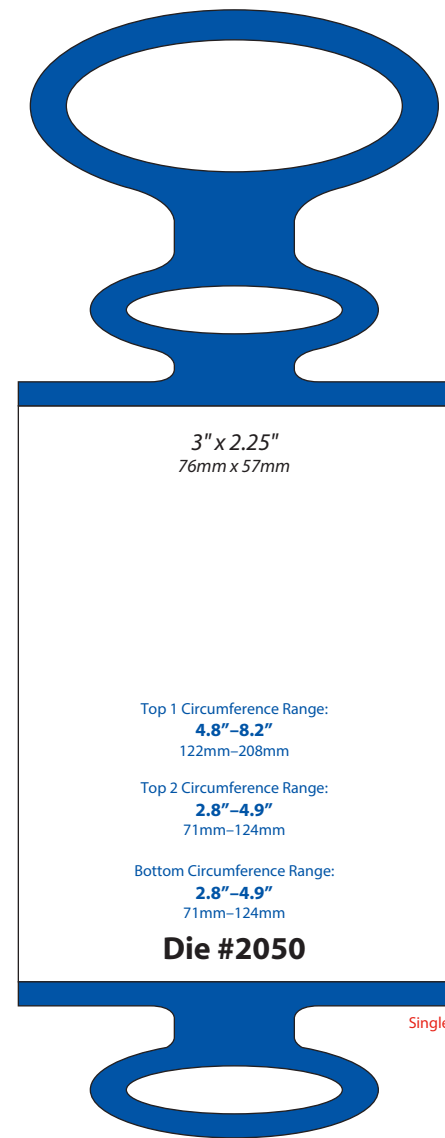 3" x 2.25"
76mm x 57mm
Top 1 Circumference Range:
4.8”–8.2”
122mm–208mm
Top 2 Circumference Range:
2.8”–4.9”
71mm–124mm
Bottom Circumference Range:
2.8”–4.9”
71mm–124mm
Die #2050
Single